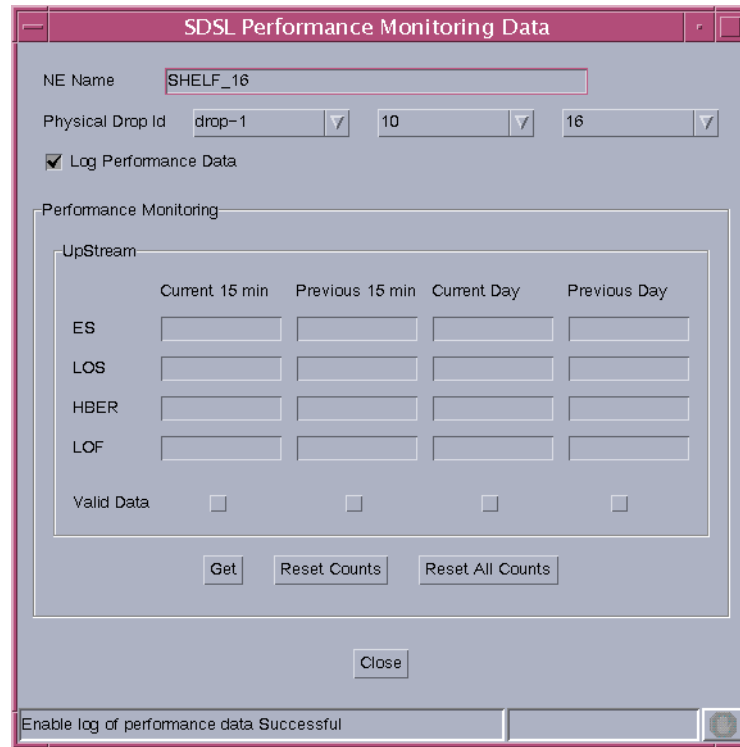 SDSL Performance Monitoring Data
NE Name SHELF_16
Physical Drop Id drop-1 10 16
Log Performance Data
Performance Monitoring
UpStream
Current 15 min Previous 15 min Current Day Previous Day
ES
LOS
HBER
LOF
Valid Data
Get Reset Counts Reset All Counts
Close
Enable log of performance data Successful